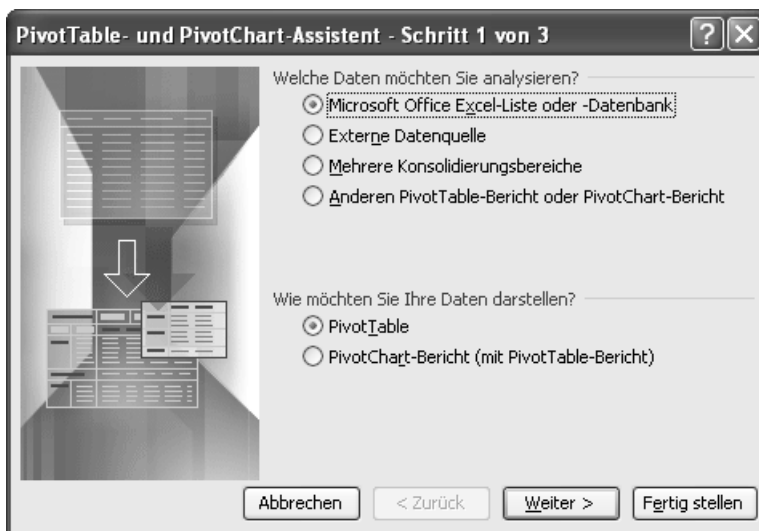 PivotTable- und PivotChart-Assistent - Schritt 1 von 3
Welche Daten möchten Sie analysieren?
Microsoft Office Excel-Liste oder -Datenbank
Externe Datenquelle
Mehrere Konsolidierungsbereiche
Anderen PivotTable-Bericht oder PivotChart-Bericht
Wie möchten Sie Ihre Daten darstellen?
PivotTable
PivotChart-Bericht (mit PivotTable-Bericht)
Abbrechen < Zurück Weiter > Fertig stellen